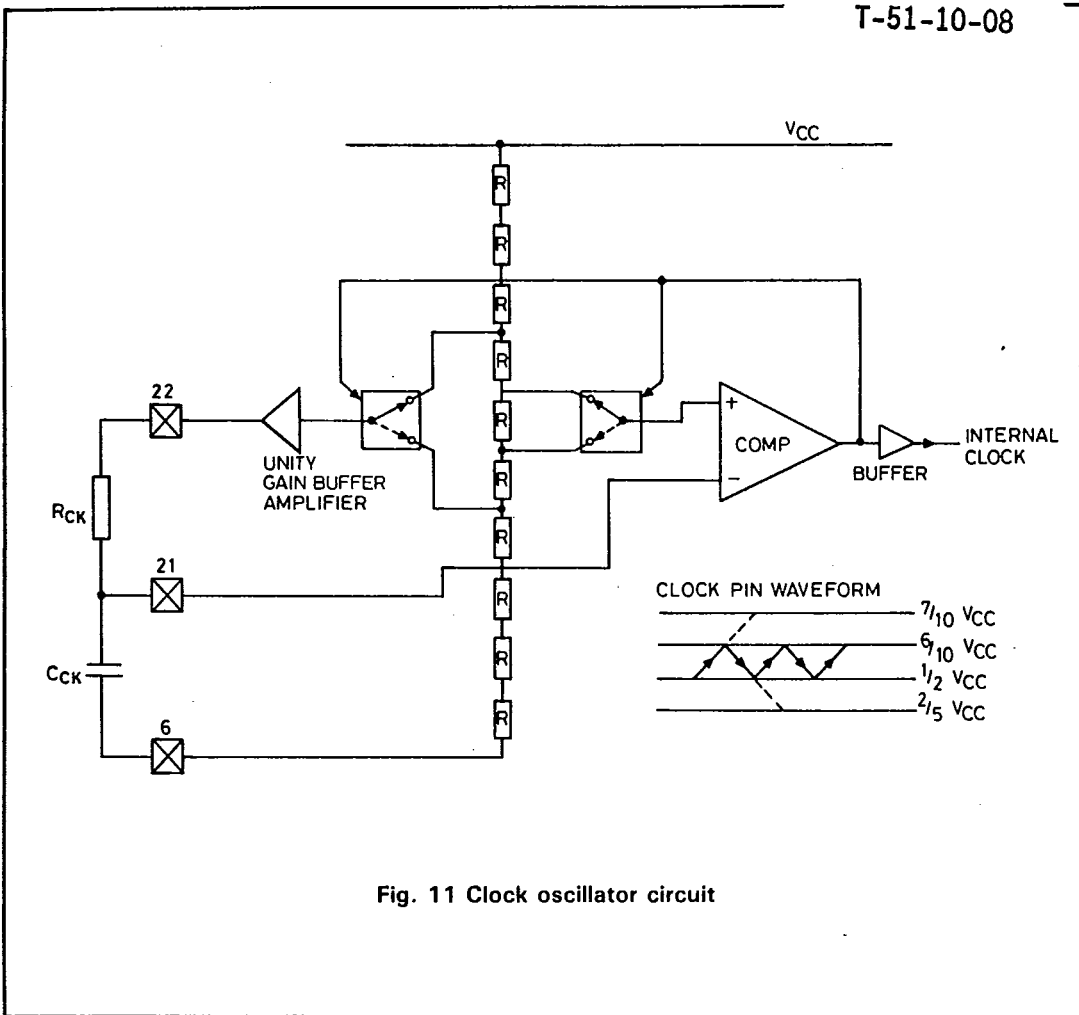 T-51-10-08
VCC
R
R
R
R
R
R
R
R
R
R
22
UNITY
GAIN BUFFER
AMPLIFIER
+
COMP
−
BUFFER
INTERNAL
CLOCK
RCK
21
CCK
6
CLOCK PIN WAVEFORM
7/10 VCC
6/10 VCC
1/2 VCC
2/5 VCC
Fig. 11 Clock oscillator circuit